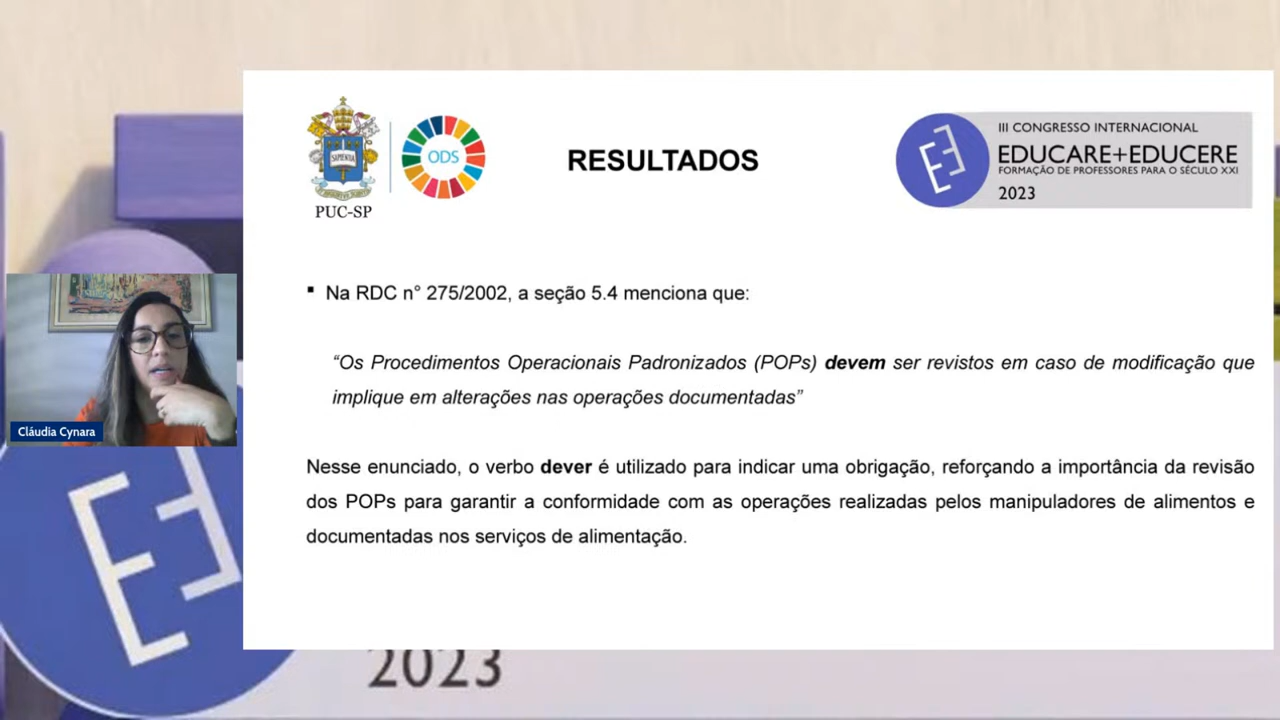 SAPIENTIA
PUC-SP
ODS
RESULTADOS
III CONGRESSO INTERNACIONAL
EDUCARE+EDUCERE
FORMAÇÃO DE PROFESSORES PARA O SÉCULO XXI
2023
▪ Na RDC n° 275/2002, a seção 5.4 menciona que:
“Os Procedimentos Operacionais Padronizados (POPs) devem ser revistos em caso de modificação que
implique em alterações nas operações documentadas”
Nesse enunciado, o verbo dever é utilizado para indicar uma obrigação, reforçando a importância da revisão
dos POPs para garantir a conformidade com as operações realizadas pelos manipuladores de alimentos e
documentadas nos serviços de alimentação.
Cláudia Cynara
2023